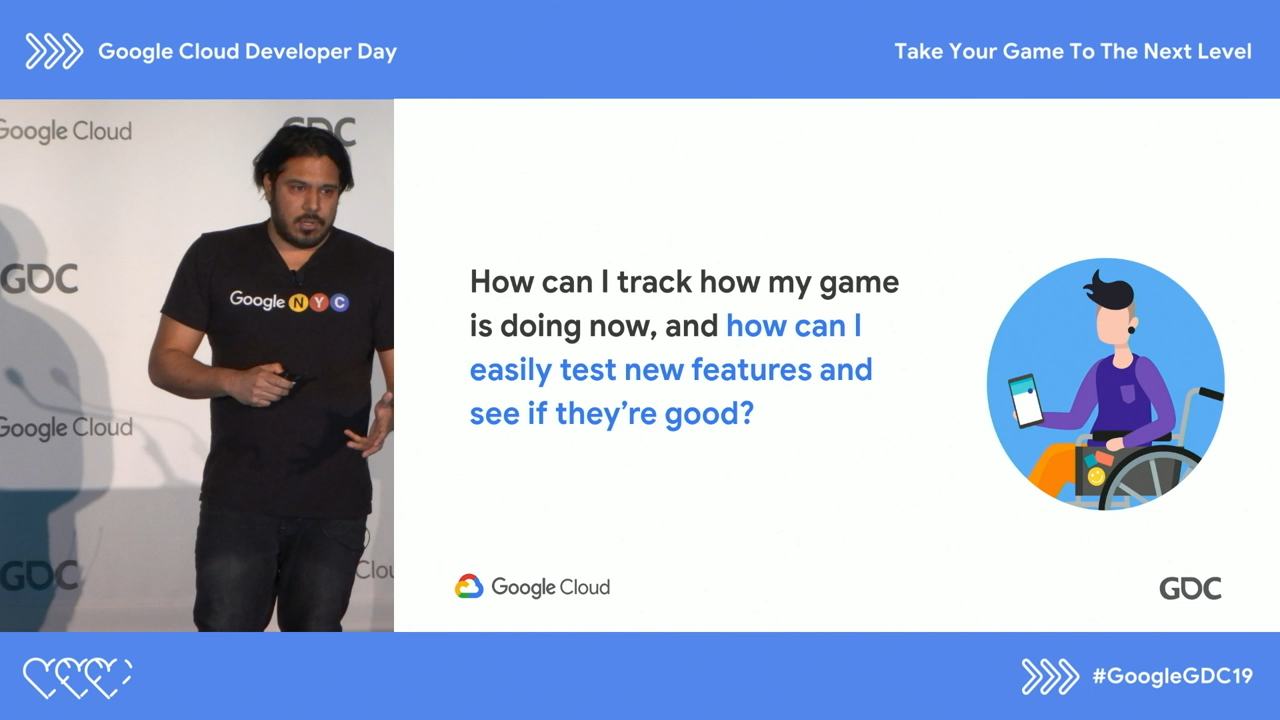 Google Cloud Developer Day
Take Your Game To The Next Level
Google Cloud
GDC
GDC
Google Cloud
GDC
Clou
Google NYC
How can I track how my game
is doing now, and how can I
easily test new features and
see if they're good?
Google Cloud
GDC
#GoogleGDC19